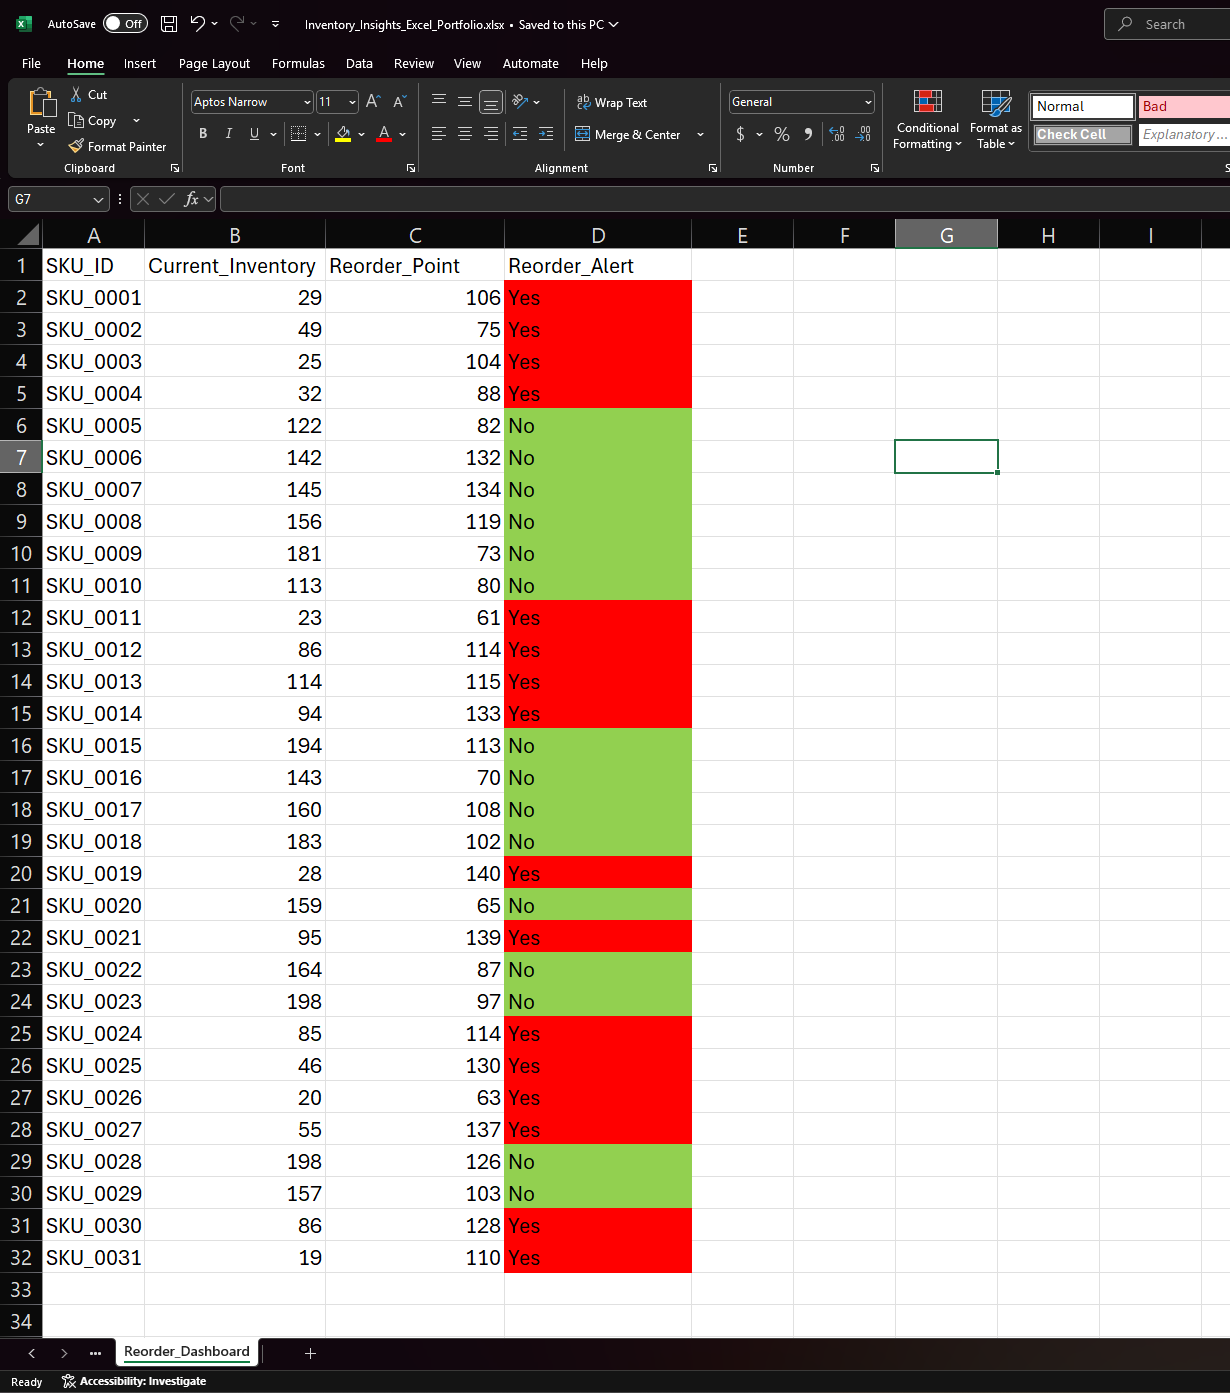 AutoSave Off Inventory_Insights_Excel_Portfolio.xlsx • Saved to this PC Search
File Home Insert Page Layout Formulas Data Review View Automate Help
Paste Cut Copy Format Painter Clipboard
Aptos Narrow 11 A A B I U A Font
ab Wrap Text Merge & Center Alignment
General $ % Number
Conditional Formatting Format as Table
Normal Bad
Check Cell Explanatory ...
G7 fx
A B C D E F G H I
1 SKU_ID Current_Inventory Reorder_Point Reorder_Alert
2 SKU_0001 29 106 Yes
3 SKU_0002 49 75 Yes
4 SKU_0003 25 104 Yes
5 SKU_0004 32 88 Yes
6 SKU_0005 122 82 No
7 SKU_0006 142 132 No
8 SKU_0007 145 134 No
9 SKU_0008 156 119 No
10 SKU_0009 181 73 No
11 SKU_0010 113 80 No
12 SKU_0011 23 61 Yes
13 SKU_0012 86 114 Yes
14 SKU_0013 114 115 Yes
15 SKU_0014 94 133 Yes
16 SKU_0015 194 113 No
17 SKU_0016 143 70 No
18 SKU_0017 160 108 No
19 SKU_0018 183 102 No
20 SKU_0019 28 140 Yes
21 SKU_0020 159 65 No
22 SKU_0021 95 139 Yes
23 SKU_0022 164 87 No
24 SKU_0023 198 97 No
25 SKU_0024 85 114 Yes
26 SKU_0025 46 130 Yes
27 SKU_0026 20 63 Yes
28 SKU_0027 55 137 Yes
29 SKU_0028 198 126 No
30 SKU_0029 157 103 No
31 SKU_0030 86 128 Yes
32 SKU_0031 19 110 Yes
33
34
Reorder_Dashboard
Ready Accessibility: Investigate